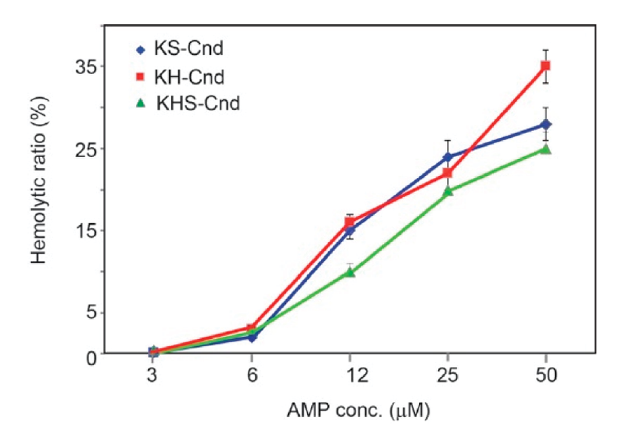 KS-Cnd
KH-Cnd
KHS-Cnd
Hemolytic ratio (%)
35
25
15
5
0
3 6 12 25 50
AMP conc. (μM)